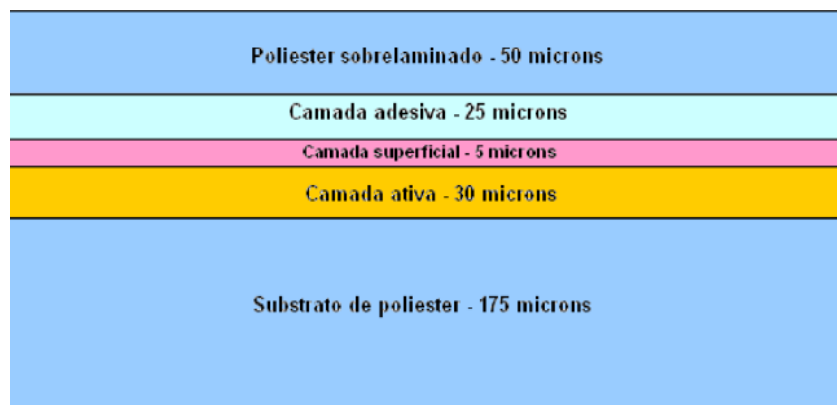 Poliester sobrelaminado - 50 microns
Camada adesiva - 25 microns
Camada superficial - 5 microns
Camada ativa - 30 microns
Substrato de poliester - 175 microns